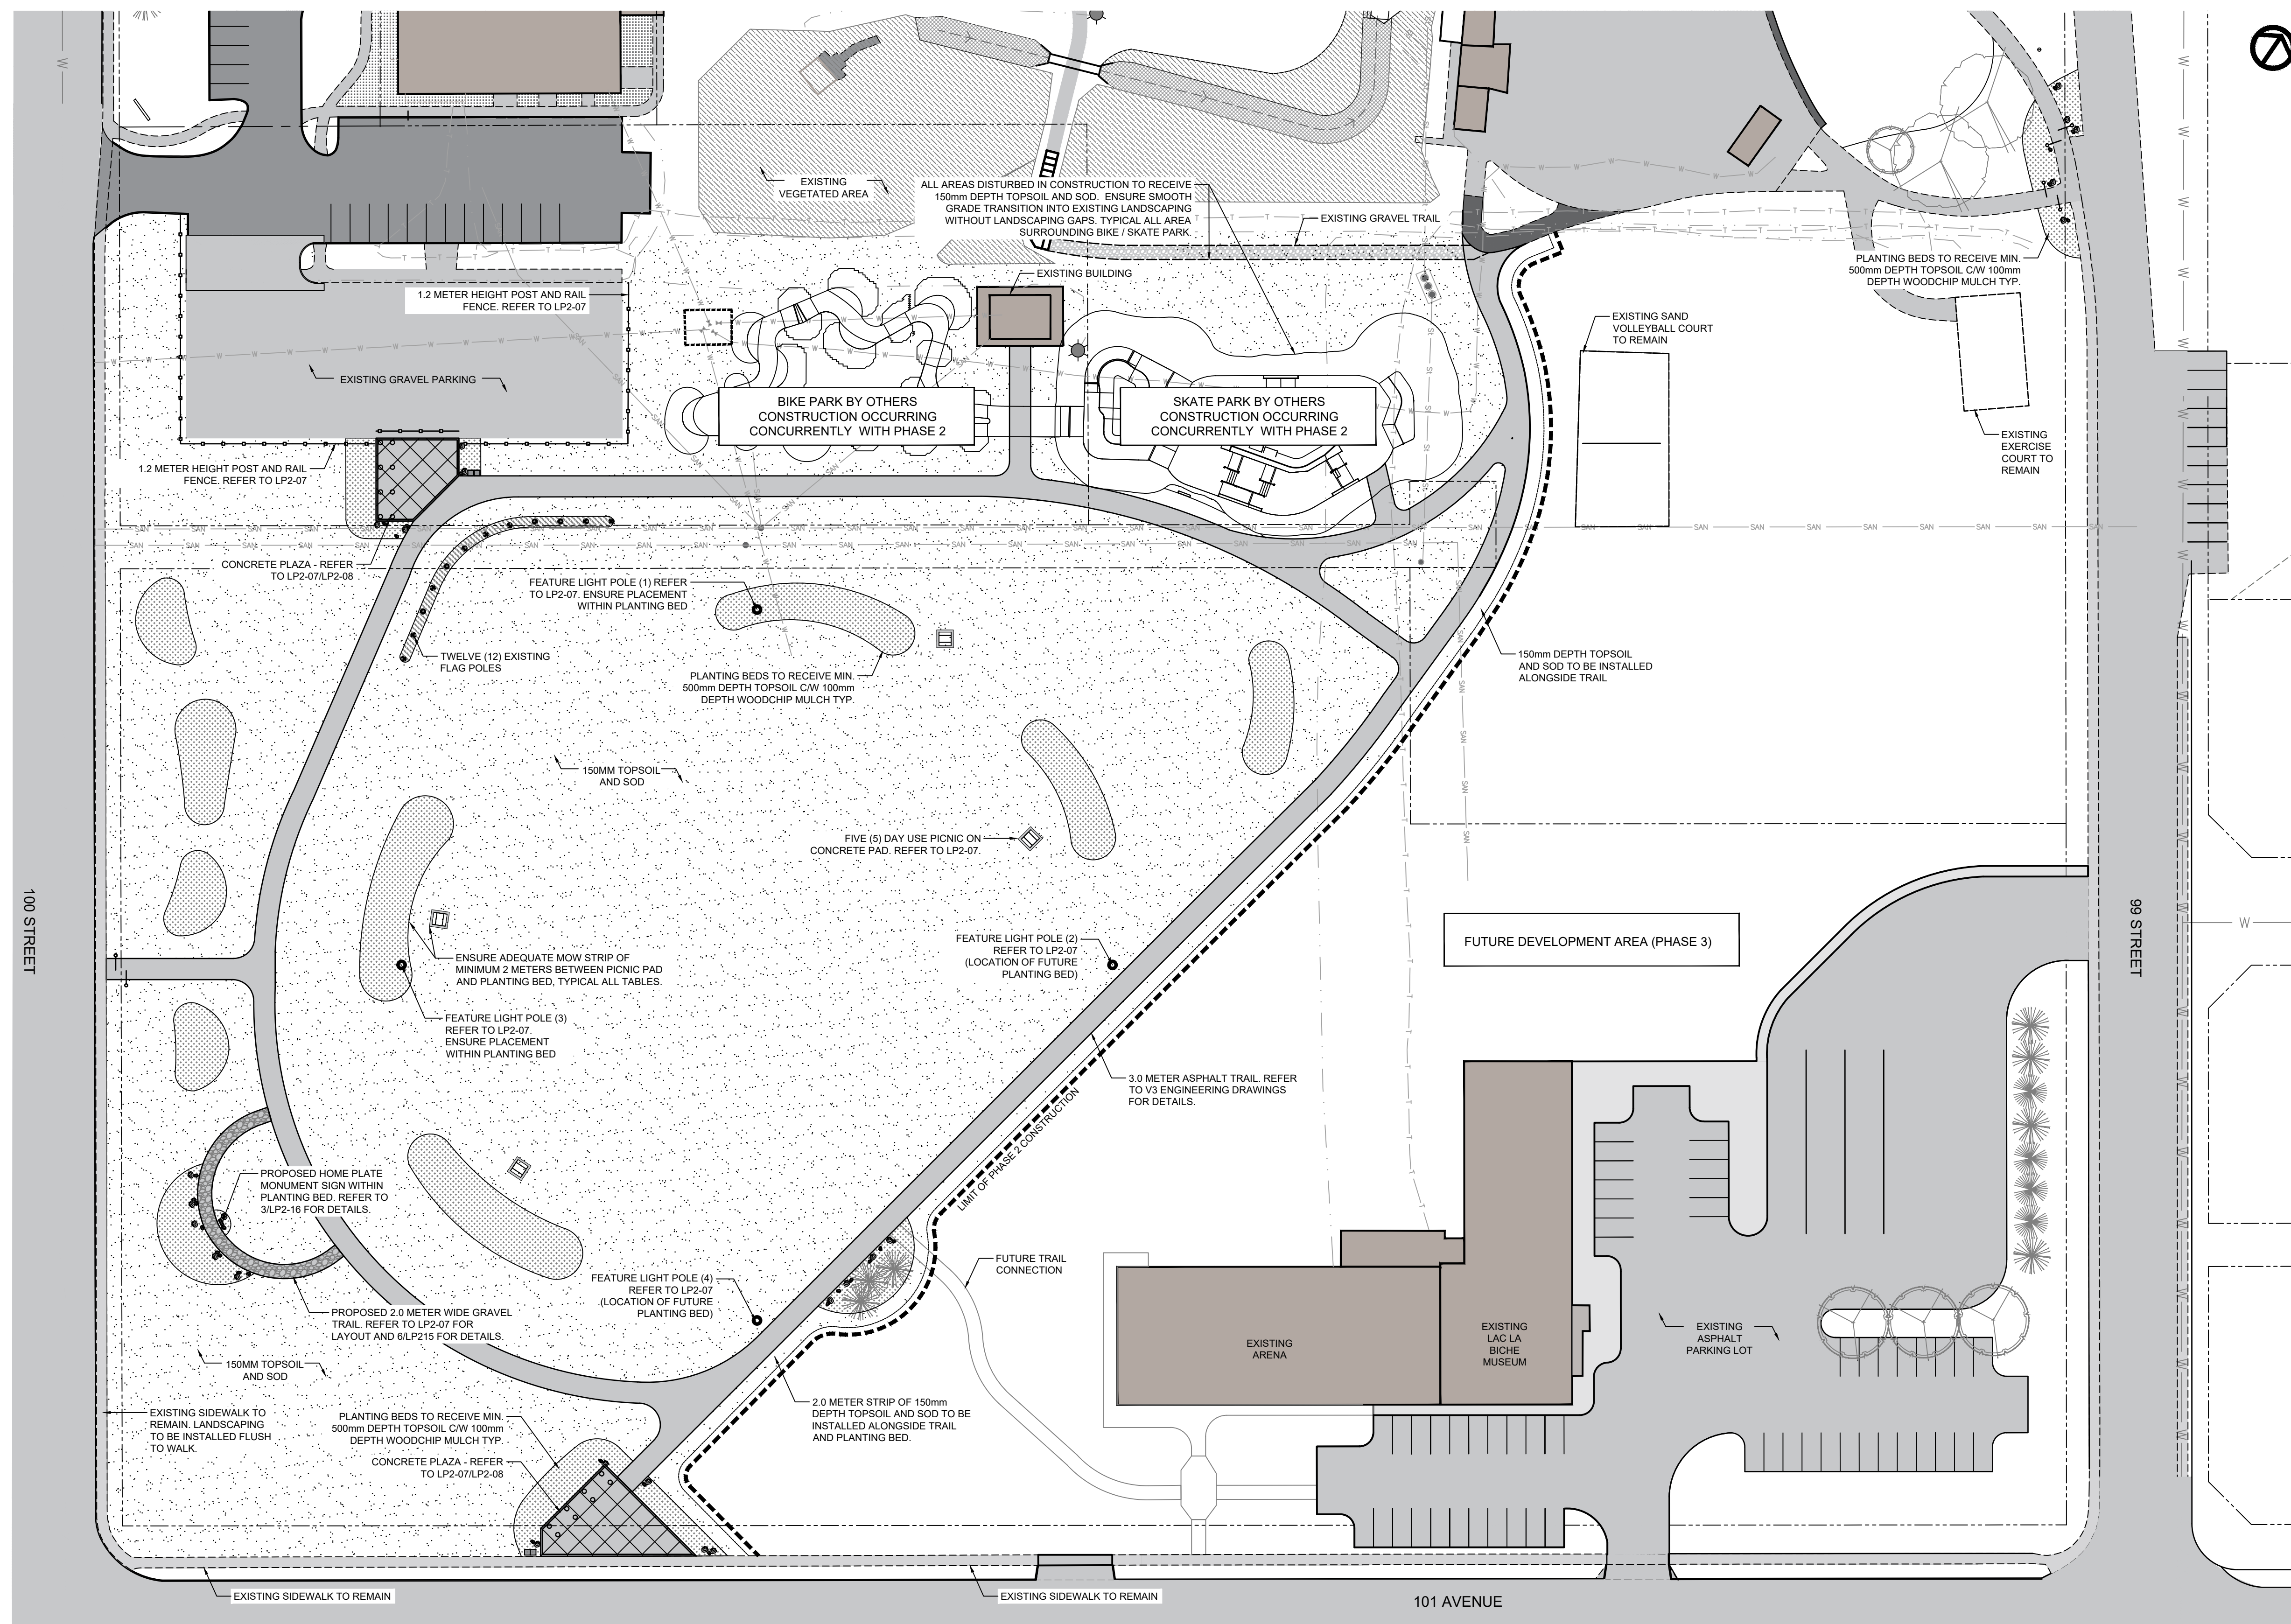 EXISTING
VEGETATED AREA
ALL AREAS DISTURBED IN CONSTRUCTION TO RECEIVE
150mm DEPTH TOPSOIL AND SOD. ENSURE SMOOTH
GRADE TRANSITION INTO EXISTING LANDSCAPING
WITHOUT LANDSCAPING GAPS. TYPICAL ALL AREA
SURROUNDING BIKE / SKATE PARK.
EXISTING GRAVEL TRAIL
PLANTING BEDS TO RECEIVE MIN.
500mm DEPTH TOPSOIL C/W 100mm
DEPTH WOODCHIP MULCH TYP.
EXISTING BUILDING
1.2 METER HEIGHT POST AND RAIL
FENCE. REFER TO LP2-07
EXISTING SAND
VOLLEYBALL COURT
TO REMAIN
EXISTING GRAVEL PARKING
BIKE PARK BY OTHERS
CONSTRUCTION OCCURRING
CONCURRENTLY WITH PHASE 2
SKATE PARK BY OTHERS
CONSTRUCTION OCCURRING
CONCURRENTLY WITH PHASE 2
EXISTING
EXERCISE
COURT TO
REMAIN
1.2 METER HEIGHT POST AND RAIL
FENCE. REFER TO LP2-07
CONCRETE PLAZA - REFER
TO LP2-07/LP2-08
FEATURE LIGHT POLE (1) REFER
TO LP2-07. ENSURE PLACEMENT
WITHIN PLANTING BED
TWELVE (12) EXISTING
FLAG POLES
PLANTING BEDS TO RECEIVE MIN.
500mm DEPTH TOPSOIL C/W 100mm
DEPTH WOODCHIP MULCH TYP.
150mm DEPTH TOPSOIL
AND SOD TO BE INSTALLED
ALONGSIDE TRAIL
150MM TOPSOIL
AND SOD
FIVE (5) DAY USE PICNIC ON
CONCRETE PAD. REFER TO LP2-07.
100 STREET
99 STREET
FUTURE DEVELOPMENT AREA (PHASE 3)
FEATURE LIGHT POLE (2)
REFER TO LP2-07
(LOCATION OF FUTURE
PLANTING BED)
ENSURE ADEQUATE MOW STRIP OF
MINIMUM 2 METERS BETWEEN PICNIC PAD
AND PLANTING BED, TYPICAL ALL TABLES.
FEATURE LIGHT POLE (3)
REFER TO LP2-07.
ENSURE PLACEMENT
WITHIN PLANTING BED
3.0 METER ASPHALT TRAIL. REFER
TO V3 ENGINEERING DRAWINGS
FOR DETAILS.
LIMIT OF PHASE 2 CONSTRUCTION
PROPOSED HOME PLATE
MONUMENT SIGN WITHIN
PLANTING BED. REFER TO
3/LP2-16 FOR DETAILS.
FUTURE TRAIL
CONNECTION
FEATURE LIGHT POLE (4)
REFER TO LP2-07
(LOCATION OF FUTURE
PLANTING BED)
PROPOSED 2.0 METER WIDE GRAVEL
TRAIL. REFER TO LP2-07 FOR
LAYOUT AND 6/LP215 FOR DETAILS.
EXISTING
ARENA
EXISTING
LAC LA
BICHE
MUSEUM
EXISTING
ASPHALT
PARKING LOT
150MM TOPSOIL
AND SOD
EXISTING SIDEWALK TO
REMAIN. LANDSCAPING
TO BE INSTALLED FLUSH
TO WALK.
PLANTING BEDS TO RECEIVE MIN.
500mm DEPTH TOPSOIL C/W 100mm
DEPTH WOODCHIP MULCH TYP.
CONCRETE PLAZA - REFER
TO LP2-07/LP2-08
2.0 METER STRIP OF 150mm
DEPTH TOPSOIL AND SOD TO BE
INSTALLED ALONGSIDE TRAIL
AND PLANTING BED.
EXISTING SIDEWALK TO REMAIN
EXISTING SIDEWALK TO REMAIN
101 AVENUE